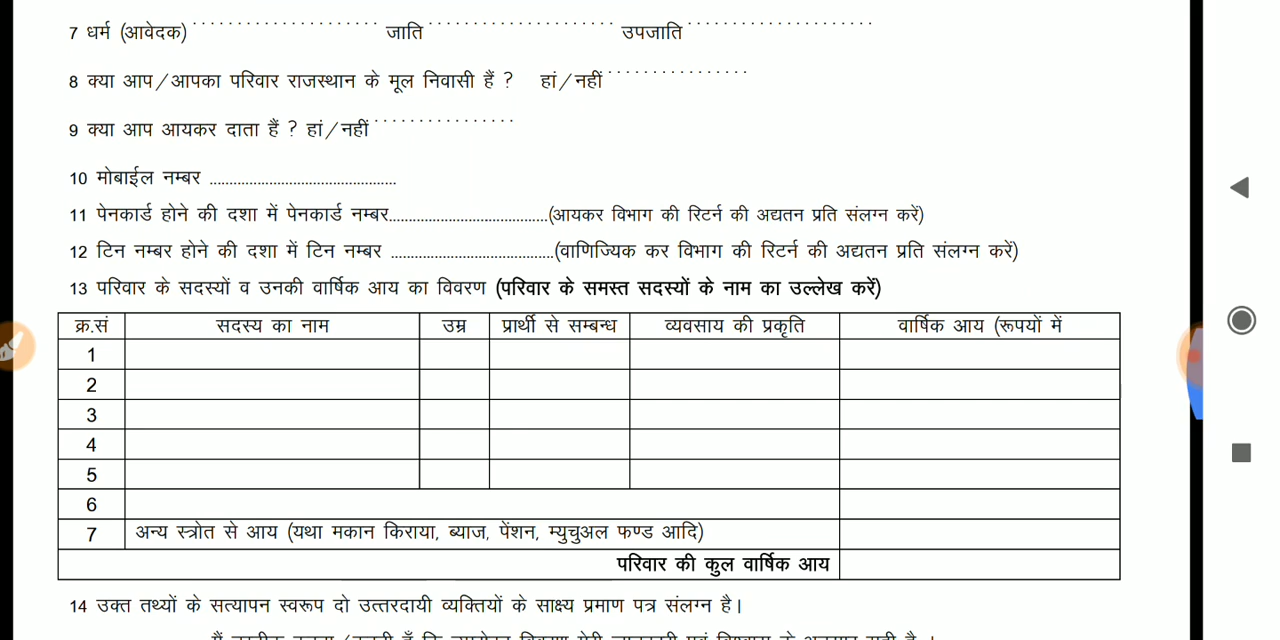 7 धर्म (आवेदक).................... जाति.................... उपजाति....................
8 क्या आप/आपका परिवार राजस्थान के मूल निवासी हैं ? हां/नहीं................
9 क्या आप आयकर दाता हैं ? हां/नहीं................
10 मोबाईल नम्बर ..............................................
11 पेनकार्ड होने की दशा में पेनकार्ड नम्बर.......................................(आयकर विभाग की रिटर्न की अद्यतन प्रति संलग्न करें)
12 टिन नम्बर होने की दशा में टिन नम्बर ........................................(वाणिज्यिक कर विभाग की रिटर्न की अद्यतन प्रति संलग्न करें)
13 परिवार के सदस्यों व उनकी वार्षिक आय का विवरण (परिवार के समस्त सदस्यों के नाम का उल्लेख करें)
क्र.सं सदस्य का नाम उम्र प्रार्थी से सम्बन्ध व्यवसाय की प्रकृति वार्षिक आय (रूपयों में
1
2
3
4
5
6
7 अन्य स्त्रोत से आय (यथा मकान किराया, ब्याज, पेंशन, म्युचुअल फण्ड आदि)
परिवार की कुल वार्षिक आय
14 उक्त तथ्यों के सत्यापन स्वरूप दो उत्तरदायी व्यक्तियों के साक्ष्य प्रमाण पत्र संलग्न है।